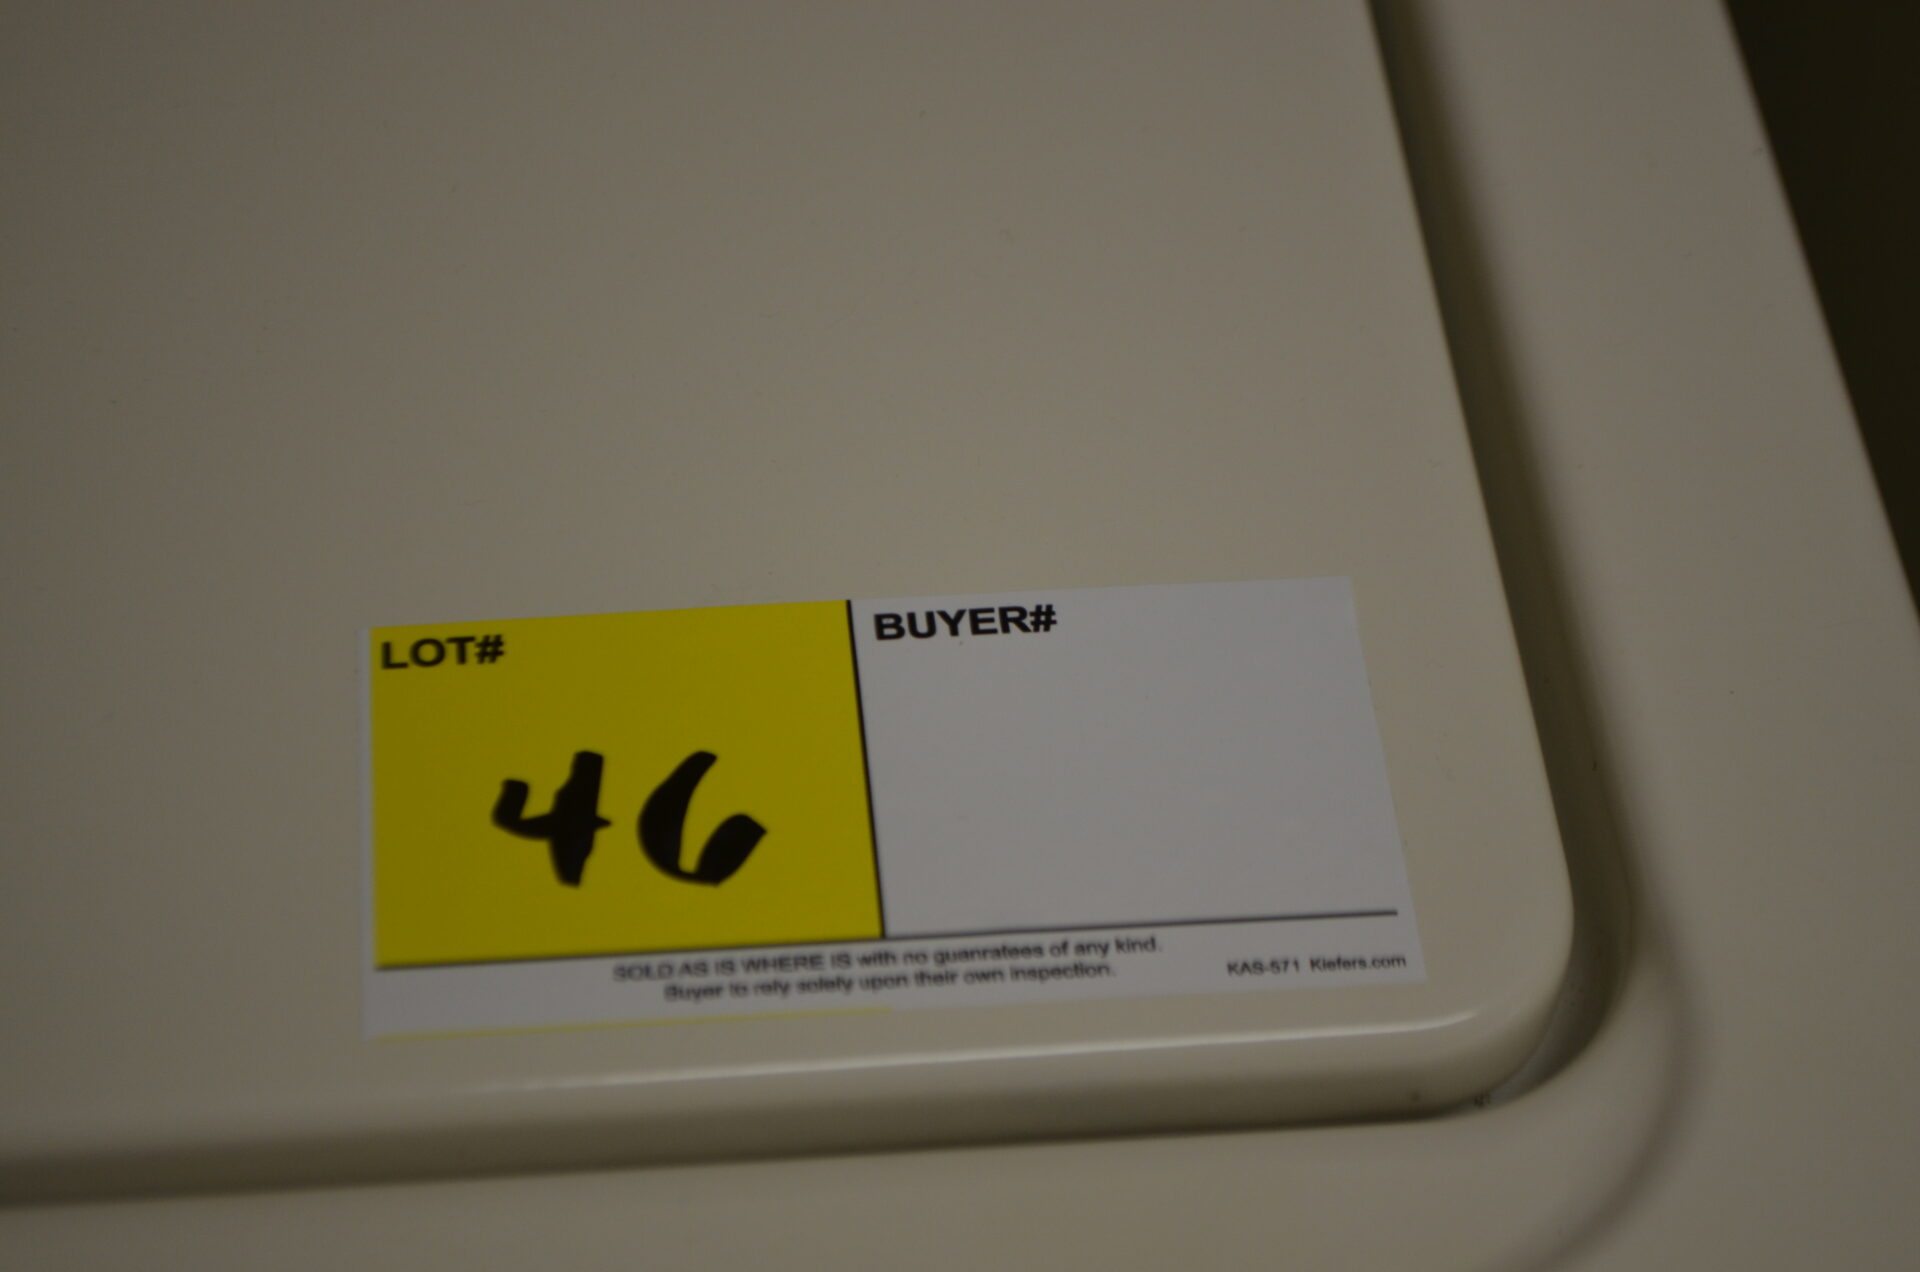 LOT#
BUYER#
46
SOLD AS IS WHERE IS with no guanratees of any kind.
Buyer to rely solely upon their own inspection.
KAS-571 Kiefers.com